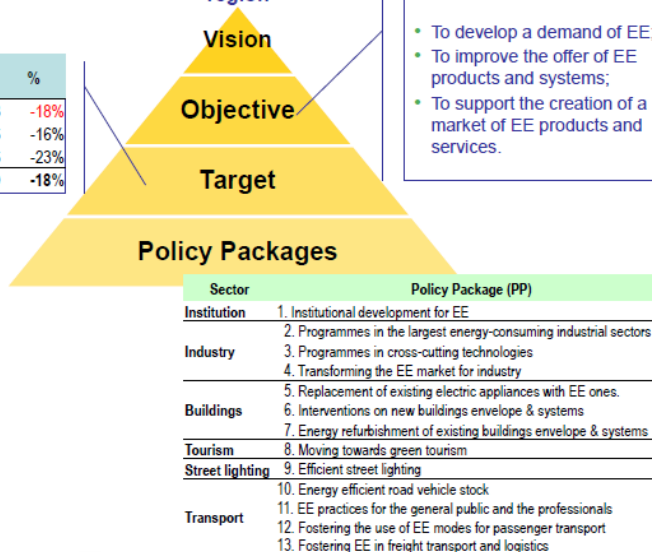 region
Vision
Objective
Target
Policy Packages
%
-18%
-16%
-23%
-18%
• To develop a demand of EE;
• To improve the offer of EE
products and systems;
• To support the creation of a
market of EE products and
services.
Sector Policy Package (PP)
Institution 1. Institutional development for EE
Industry
2. Programmes in the largest energy-consuming industrial sectors
3. Programmes in cross-cutting technologies
4. Transforming the EE market for industry
Buildings
5. Replacement of existing electric appliances with EE ones.
6. Interventions on new buildings envelope & systems
7. Energy refurbishment of existing buildings envelope & systems
Tourism 8. Moving towards green tourism
Street lighting 9. Efficient street lighting
Transport
10. Energy efficient road vehicle stock
11. EE practices for the general public and the professionals
12. Fostering the use of EE modes for passenger transport
13. Fostering EE in freight transport and logistics